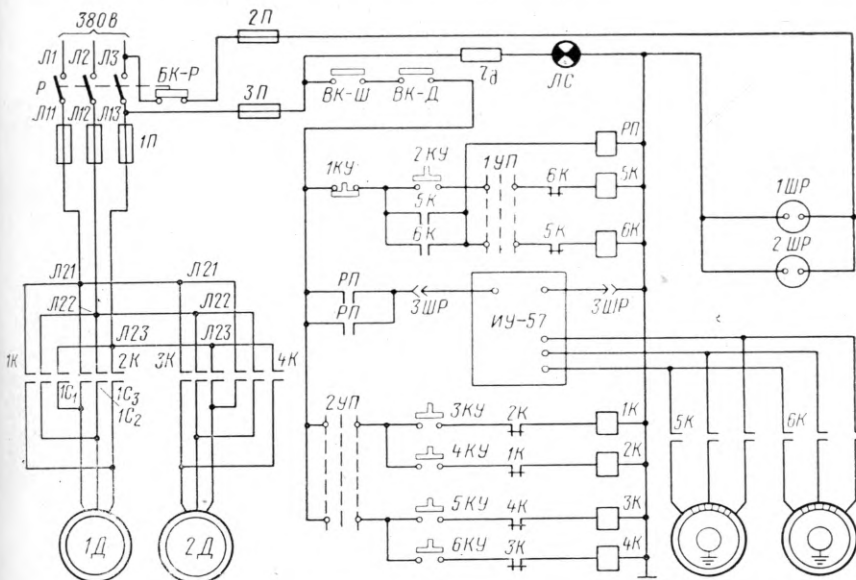 380В
2П
Л1 Л2 Л3
БК-Р
Р
3П
Л11 Л12 Л13
1П
ВК-Ш ВК-Д
ЛС
РП
1КУ 2КУ 1УП 6К 5К
5К
6К 5К 6К
1ШР
2ШР
Л21 Л21
Л22 Л22
Л23 Л23
РП
РП
3ШР ИУ-57 3ШР
1К 2К 3К 4К
1С1 1С3
1С2
5К 6К
2УП 3КУ 2К 1К
4КУ 1К 2К
5КУ 4К 3К
6КУ 3К 4К
1Д 2Д